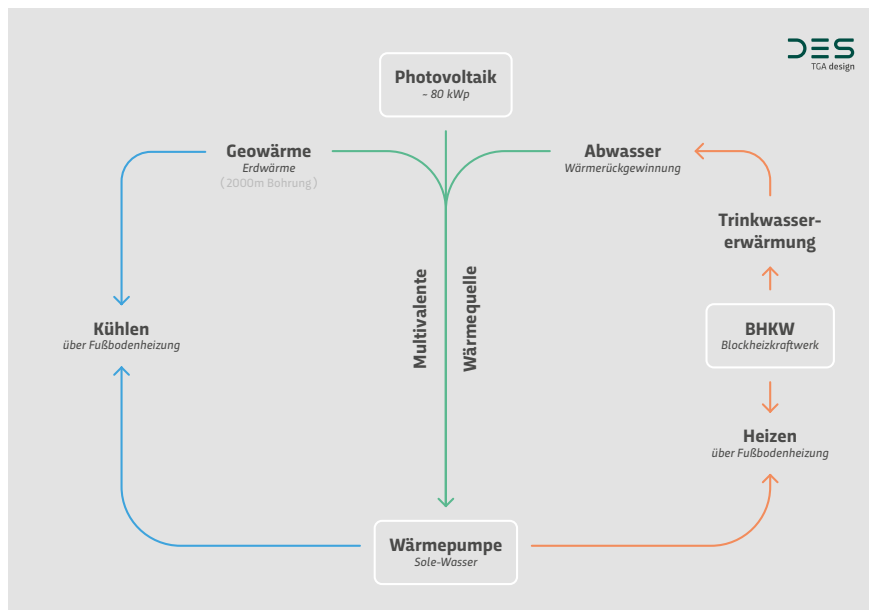 DES
TGA design
Photovoltaik
~ 80 kWp
Geowärme
Erdwärme
(2000m Bohrung)
Abwasser
Wärmerückgewinnung
Trinkwasser-
erwärmung
Multivalente
Wärmequelle
Kühlen
über Fußbodenheizung
BHKW
Blockheizkraftwerk
Heizen
über Fußbodenheizung
Wärmepumpe
Sole-Wasser